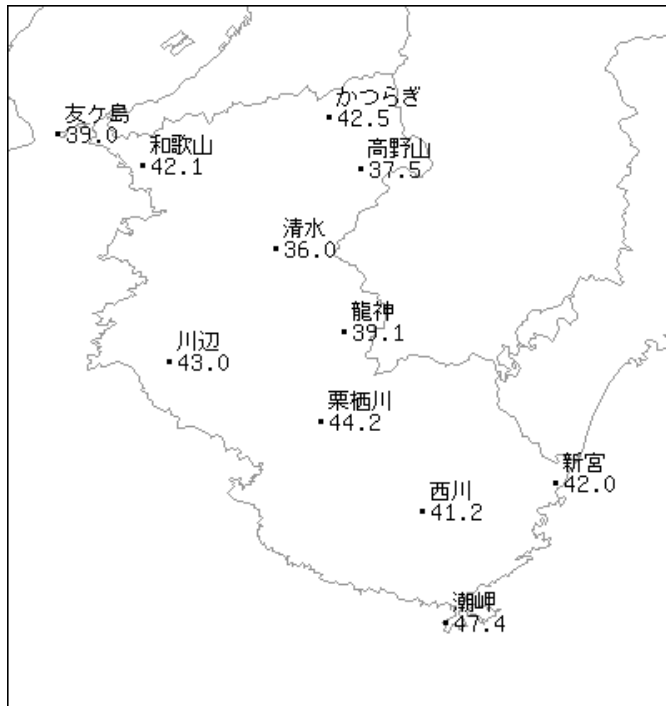 かつらぎ
42.5
友ケ島
39.0
和歌山
42.1
高野山
37.5
清水
36.0
龍神
39.1
川辺
43.0
栗栖川
44.2
新宮
42.0
西川
41.2
潮岬
47.4